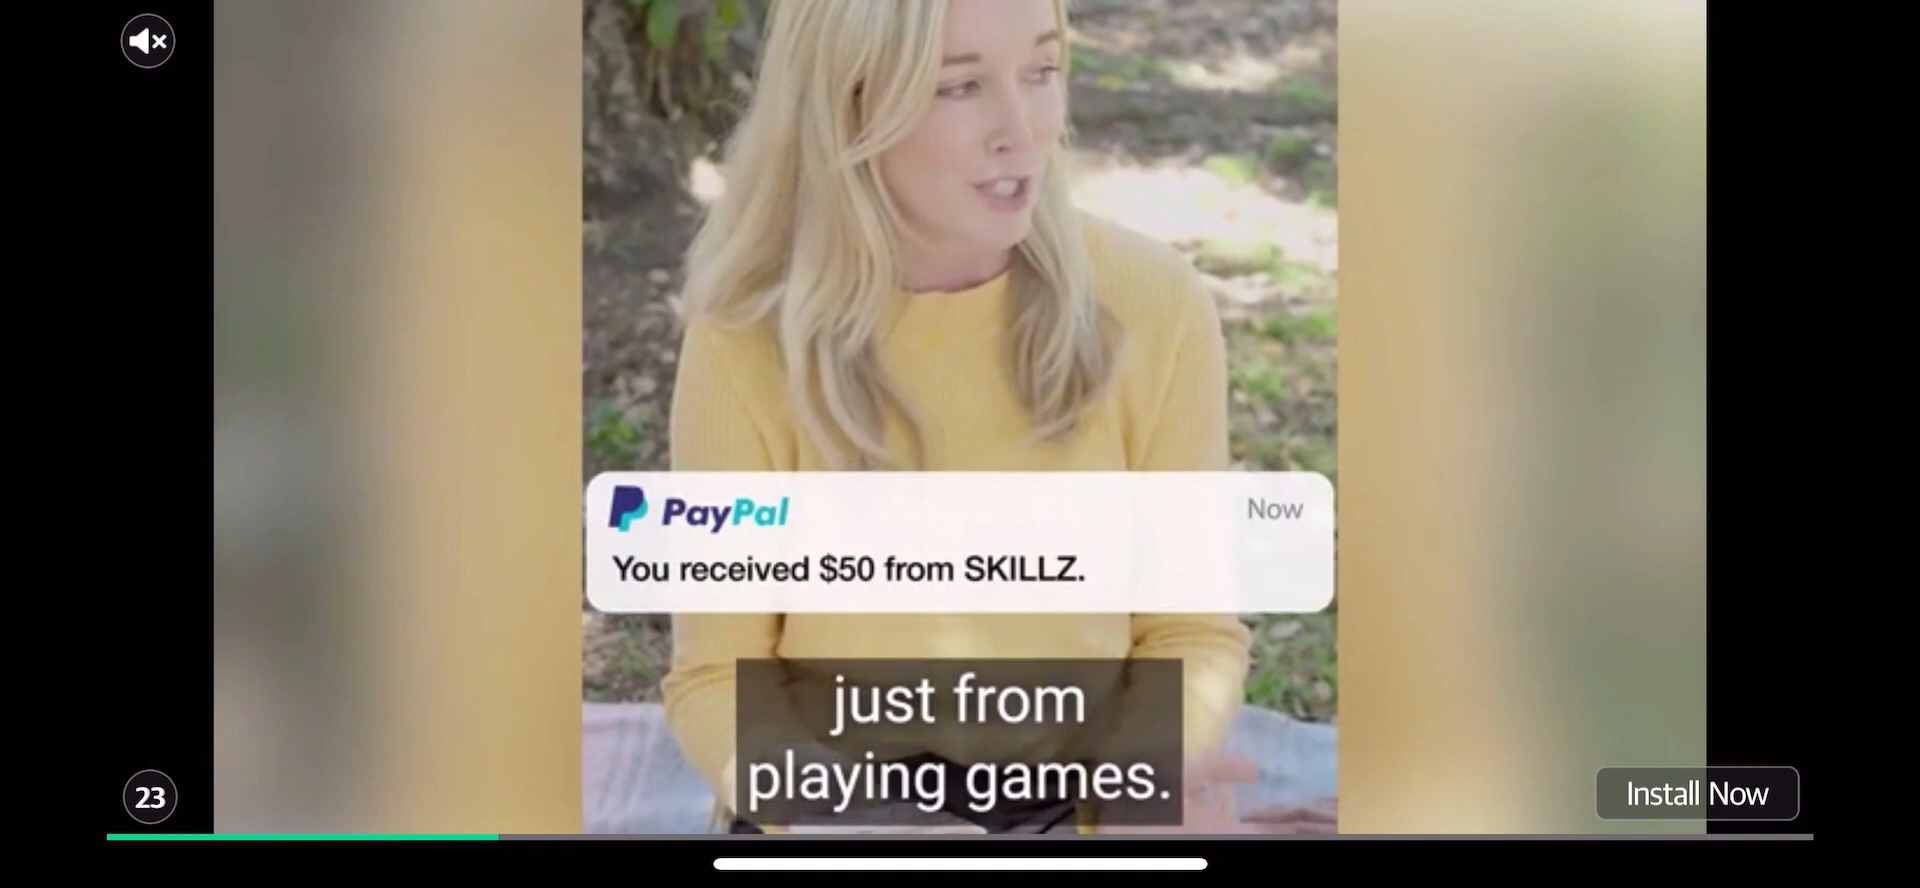 PayPal
Now
You received $50 from SKILLZ.
just from
playing games.
23
Install Now